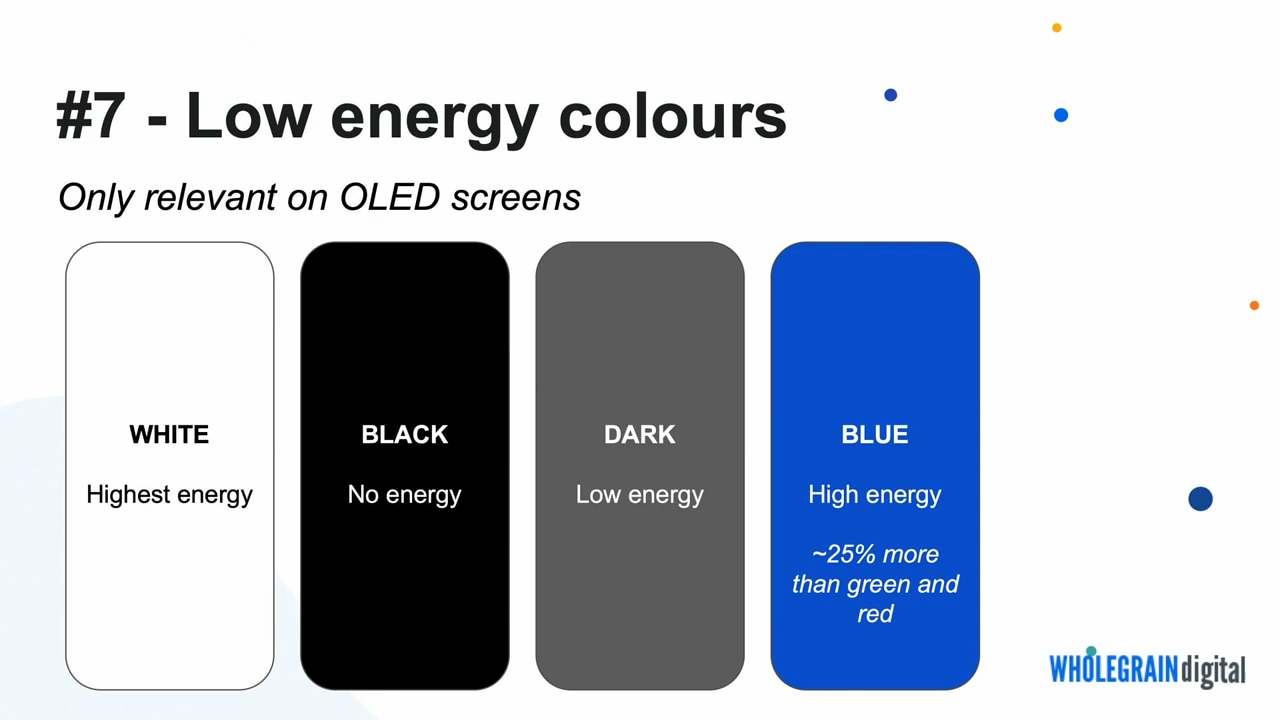 #7 - Low energy colours
Only relevant on OLED screens
WHITE
Highest energy
BLACK
No energy
DARK
Low energy
BLUE
High energy
~25% more
than green and
red
WHOLEGRAIN digital